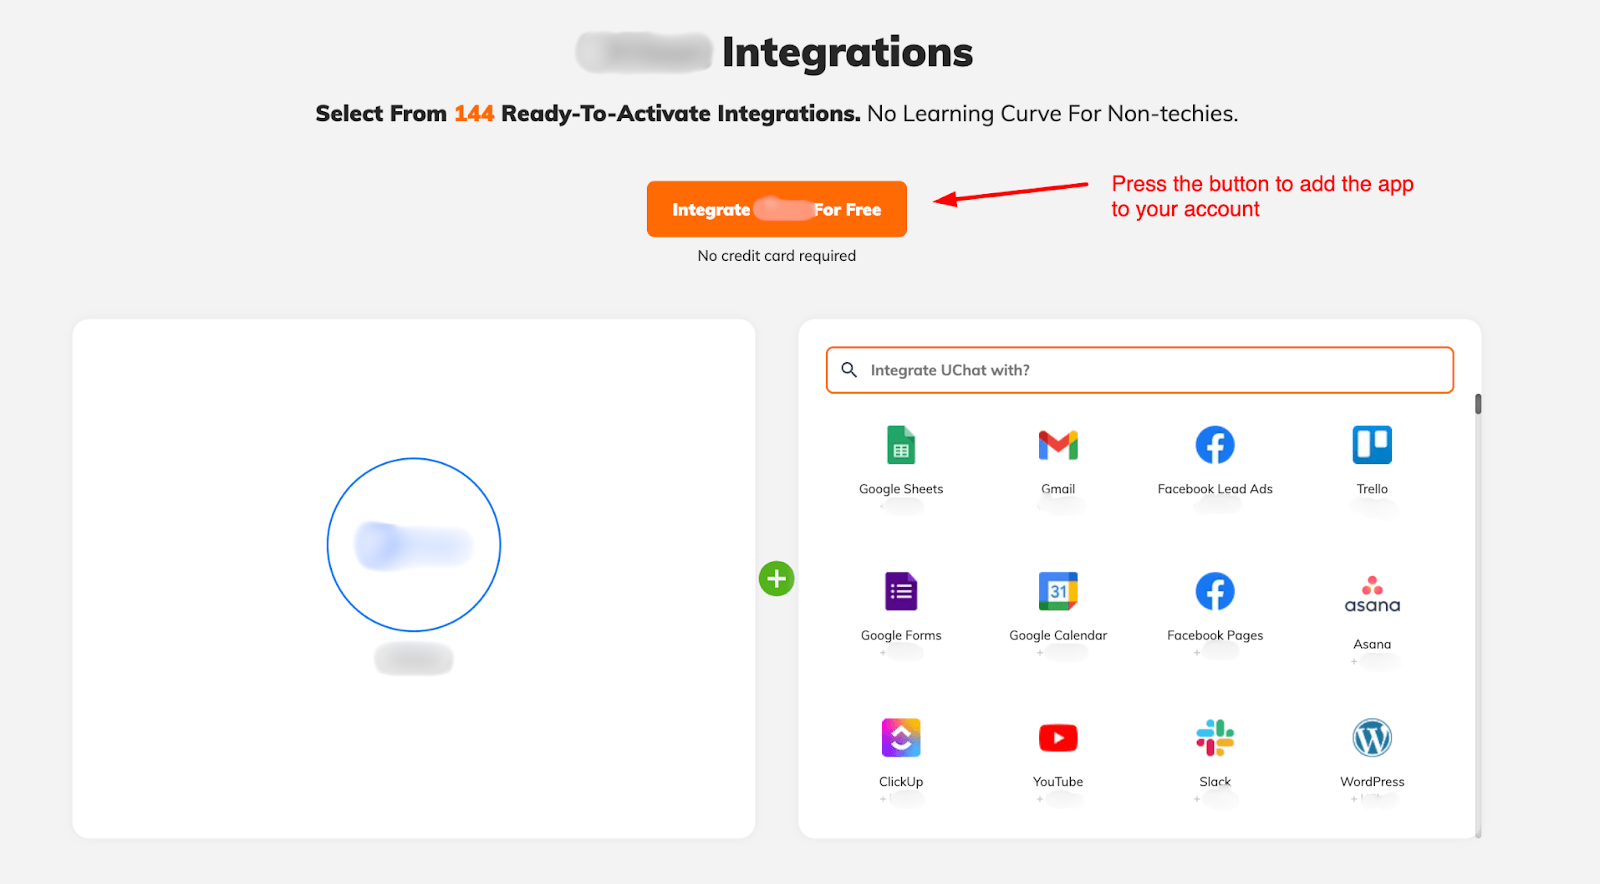 Integrations
Select From 144 Ready-To-Activate Integrations. No Learning Curve For Non-techies.
Integrate For Free
Press the button to add the app
to your account
No credit card required
Integrate UChat with?
Google Sheets
Gmail
Facebook Lead Ads
Trello
Google Forms
+
31
Google Calendar
+
Facebook Pages
+
asana
Asana
+
ClickUp
+
YouTube
+
Slack
+
WordPress
+